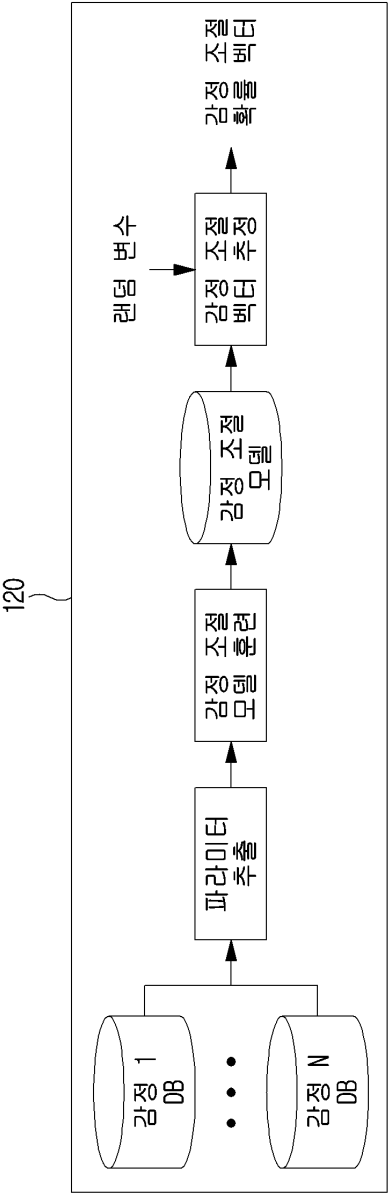 120
감정 1
DB
감정 N
DB
파라미터
추출
감정 조절
모델 훈련
감정 조절
모델
랜덤 변수
감정 조절
벡터 추정
감정 조절
확률 벡터